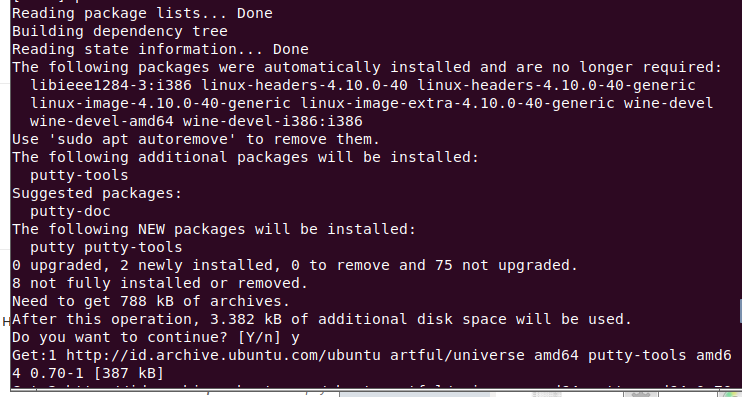 Reading package lists... Done
Building dependency tree
Reading state information... Done
The following packages were automatically installed and are no longer required:
libieee1284-3:i386 linux-headers-4.10.0-40 linux-headers-4.10.0-40-generic
linux-image-4.10.0-40-generic linux-image-extra-4.10.0-40-generic wine-devel
wine-devel-amd64 wine-devel-i386:i386
Use 'sudo apt autoremove' to remove them.
The following additional packages will be installed:
putty-tools
Suggested packages:
putty-doc
The following NEW packages will be installed:
putty putty-tools
0 upgraded, 2 newly installed, 0 to remove and 75 not upgraded.
8 not fully installed or removed.
Need to get 788 kB of archives.
After this operation, 3.382 kB of additional disk space will be used.
Do you want to continue? [Y/n] y
Get:1 http://id.archive.ubuntu.com/ubuntu artful/universe amd64 putty-tools amd6
4 0.70-1 [387 kB]